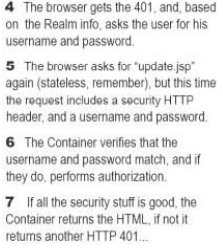 4 The browser gets the 401, and, based
on the Realm info, asks the user for his
username and password.
5 The browser asks for “update.jsp”
again (stateless, remember), but this time
the request includes a security HTTP
header, and a username and password.
6 The Container verifies that the
username and password match, and if
they do, performs authorization.
7 If all the security stuff is good, the
Container returns the HTML, if not it
returns another HTTP 401...